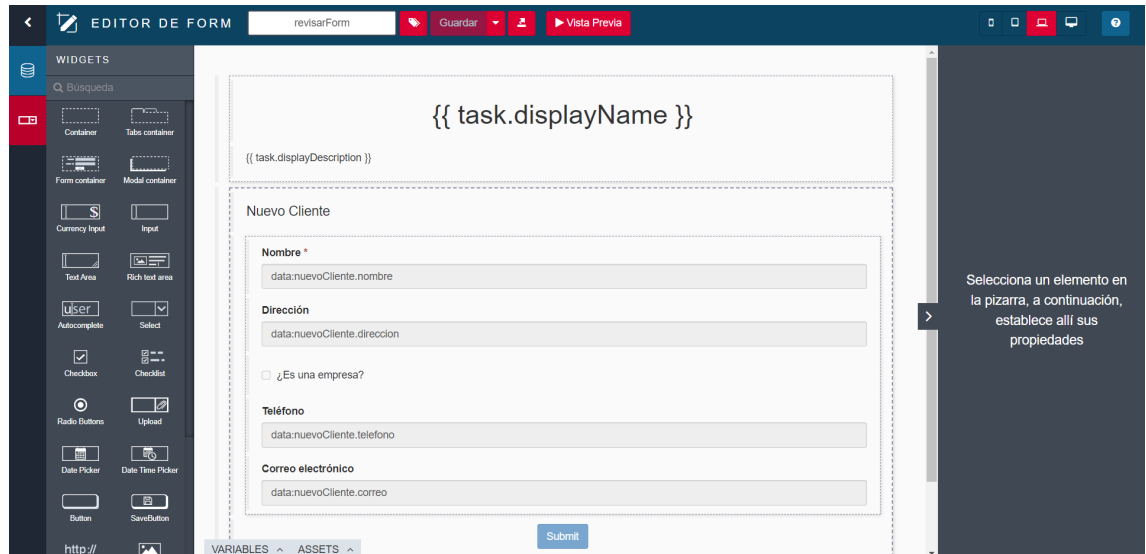 EDITOR DE FORM
revisarForm
Guardar
Vista Previa
WIDGETS
Búsqueda
Container
Tabs container
Form container
Modal container
$
Currency Input
Input
Text Area
Rich text area
user
Autocomplete
Select
Checkbox
Checklist
Radio Buttons
Upload
Date Picker
Date Time Picker
Button
SaveButton
http://
{{ task.displayName }}
{{ task.displayDescription }}
Nuevo Cliente
Nombre *
data:nuevoCliente.nombre
Dirección
data:nuevoCliente.direccion
¿Es una empresa?
Teléfono
data:nuevoCliente.telefono
Correo electrónico
data:nuevoCliente.correo
Submit
VARIABLES
ASSETS
?
Selecciona un elemento en
la pizarra, a continuación,
establece allí sus
propiedades